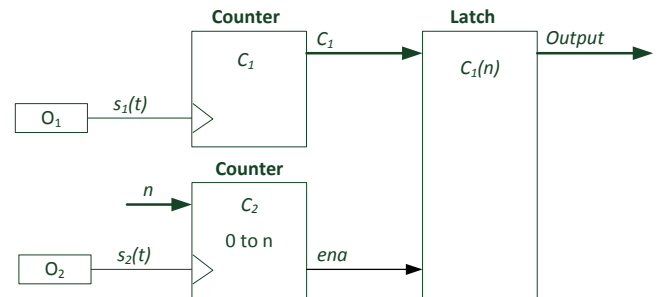 Counter
Latch
C₁
Output
C₁
C₁(n)
s₁(t)
O₁
Counter
n
C₂
0 to n
s₂(t)
ena
O₂